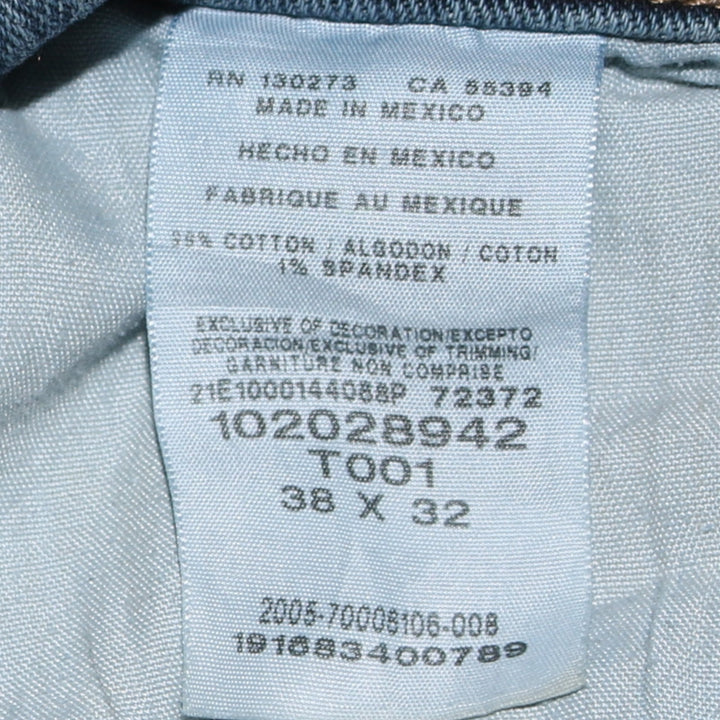 RN 130273 CA 55394
MADE IN MEXICO
HECHO EN MEXICO
FABRIQUE AU MEXIQUE
COTTON / ALGODON / COTON
1% SPANDEX
EXCLUSIVE OF DECORATION/EXCEPTO
DECORACION/EXCLUSIVE OF TRIMMING/
GARNITURE NON COMPRISE
21E1000144088P 72372
102028942
T001
38 X 32
2005-70008106-008
191683400789